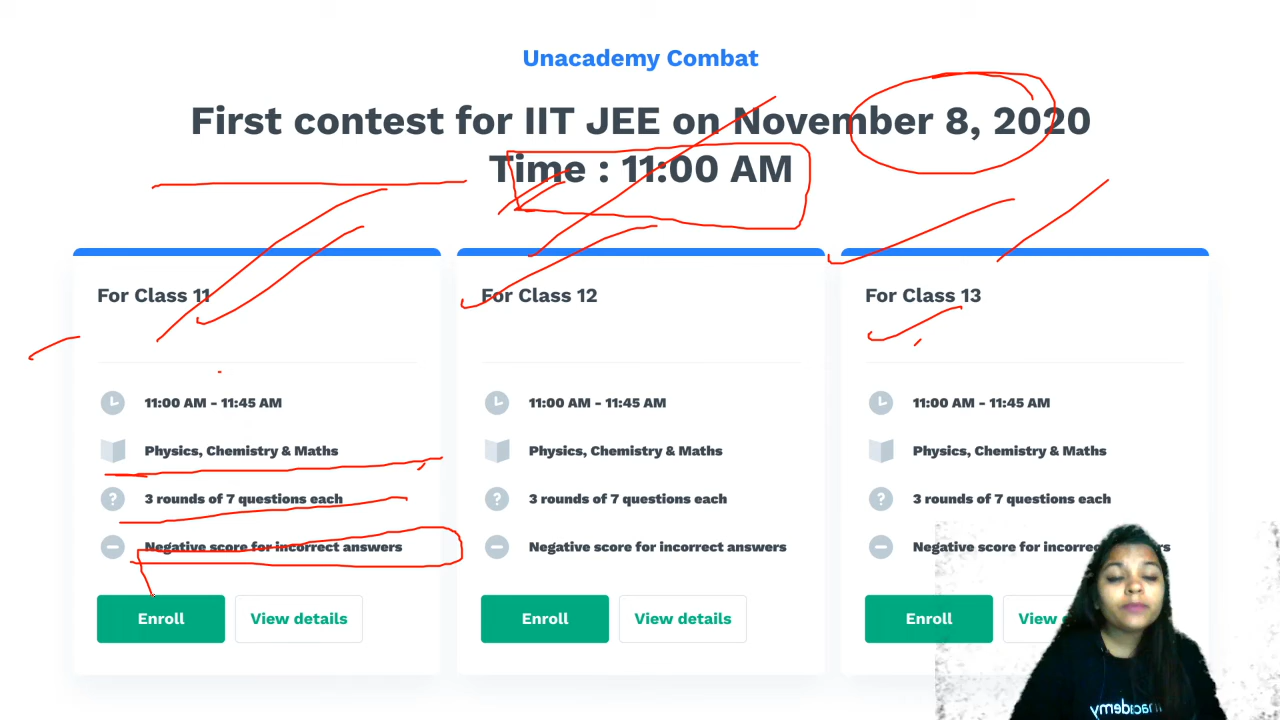 Unacademy Combat
First contest for IIT JEE on November 8, 2020
Time : 11:00 AM
For Class 11
11:00 AM - 11:45 AM
Physics, Chemistry & Maths
3 rounds of 7 questions each
Negative score for incorrect answers
Enroll
View details
For Class 12
11:00 AM - 11:45 AM
Physics, Chemistry & Maths
3 rounds of 7 questions each
Negative score for incorrect answers
Enroll
View details
For Class 13
11:00 AM - 11:45 AM
Physics, Chemistry & Maths
3 rounds of 7 questions each
Negative score for
Enroll
View